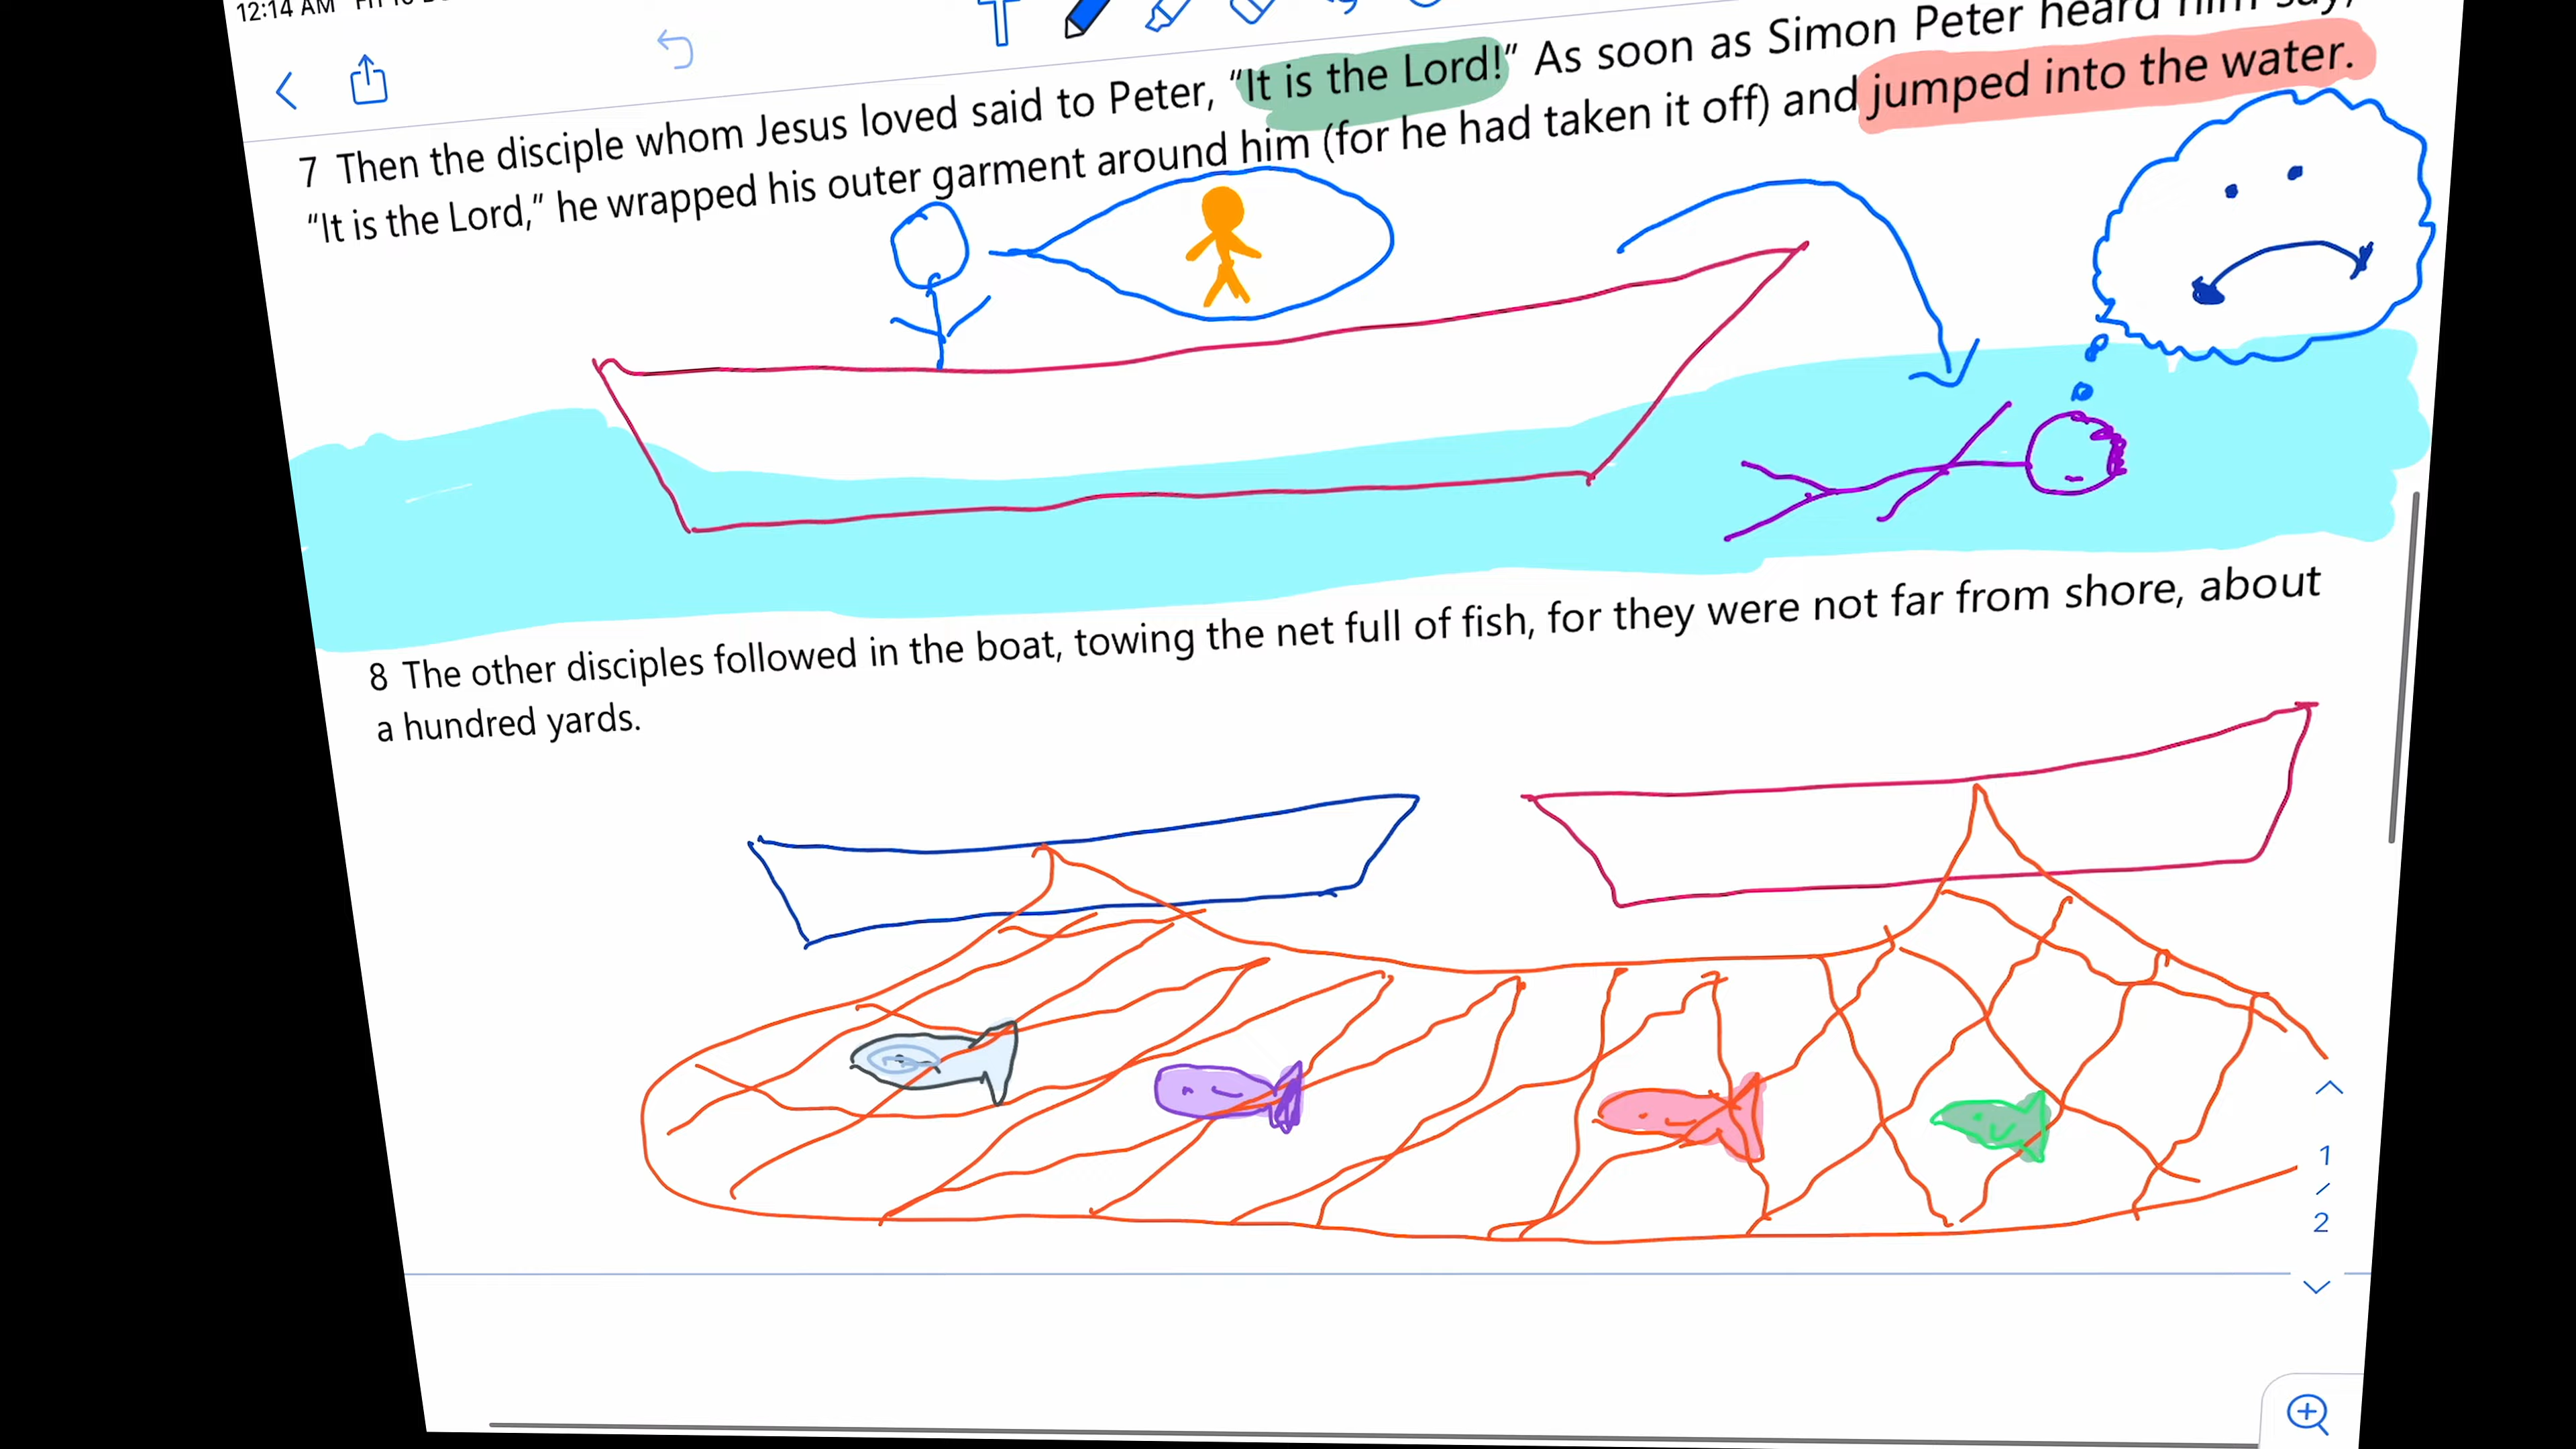 12:14 AM
7 Then the disciple whom Jesus loved said to Peter, “It is the Lord!” As soon as Simon Peter heard him say,
“It is the Lord,” he wrapped his outer garment around him (for he had taken it off) and jumped into the water.
8 The other disciples followed in the boat, towing the net full of fish, for they were not far from shore, about
a hundred yards.
1
/
2